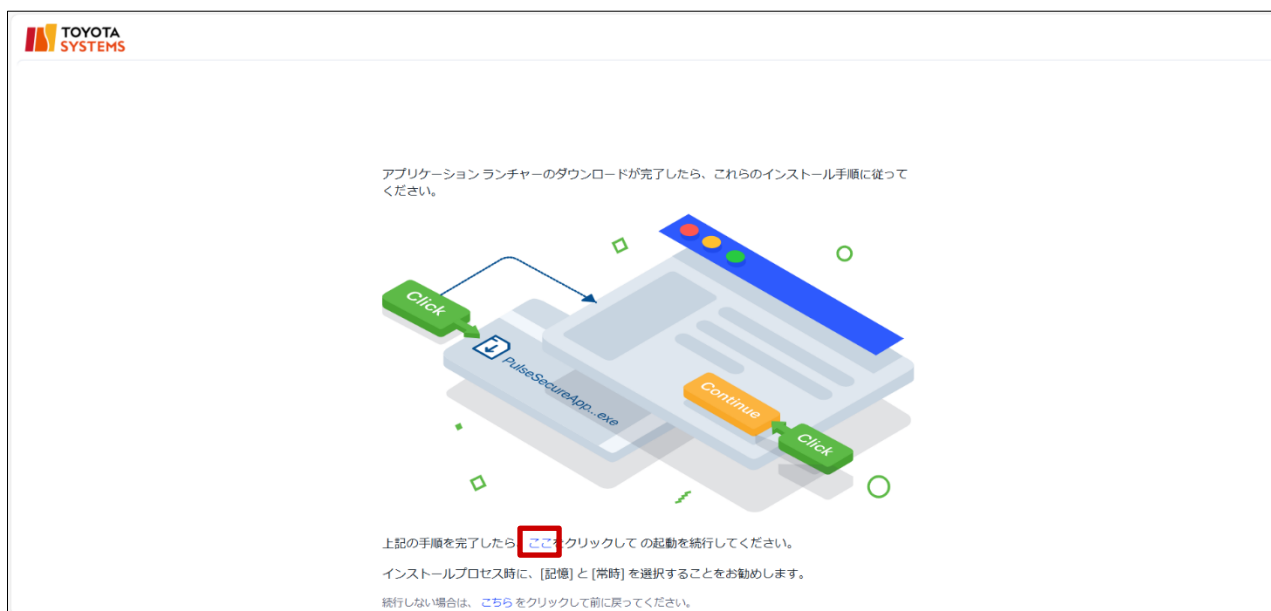 TOYOTA
SYSTEMS
アプリケーション ランチャーのダウンロードが完了したら、これらのインストール手順に従って
ください。
Click
PulseSecureApp...exe
Continue
Click
上記の手順を完了したら、ここをクリックして の起動を続行してください。
インストールプロセス時に、[記憶] と [常時] を選択することをお勧めします。
続行しない場合は、 こちら をクリックして前に戻ってください。